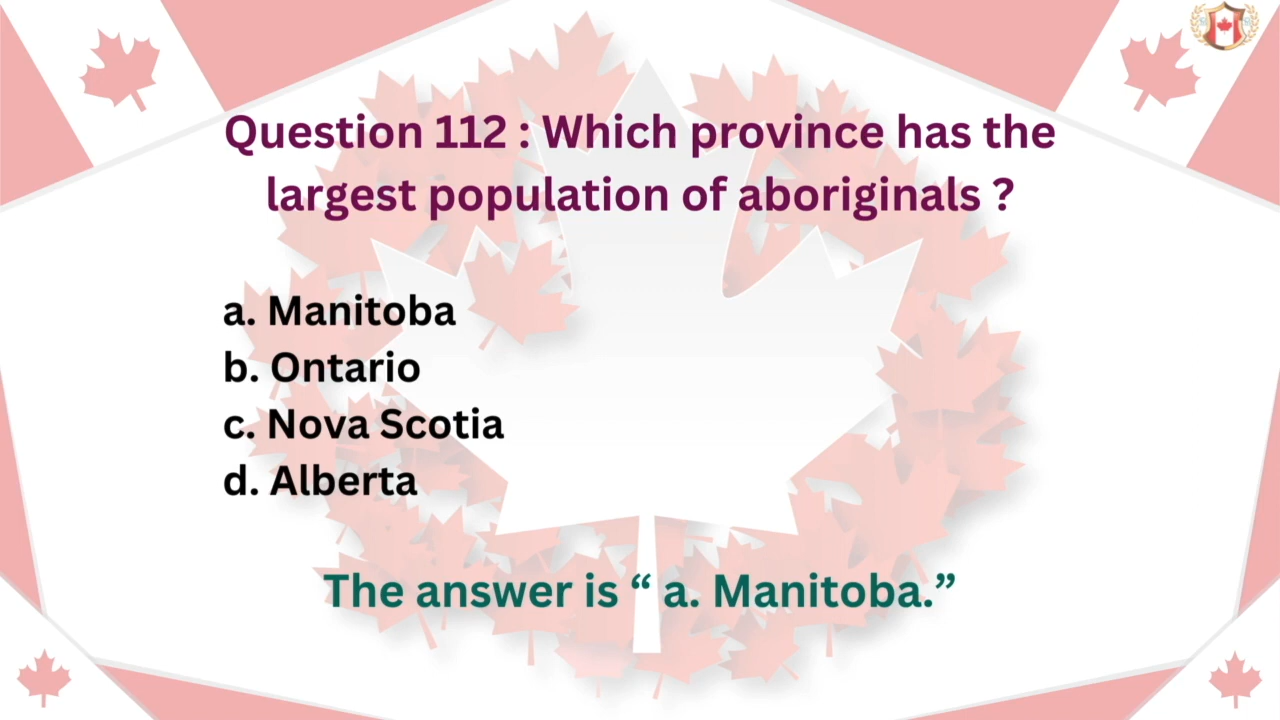 Question 112 : Which province has the
largest population of aboriginals ?
a. Manitoba
b. Ontario
c. Nova Scotia
d. Alberta
The answer is “ a. Manitoba.”